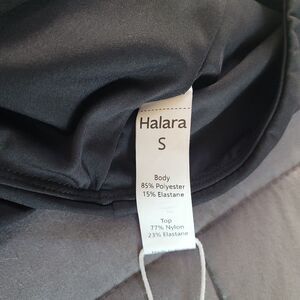 Halara
S
Body
85% Polyester
15% Elastane
Top
77% Nylon
23% Elastane